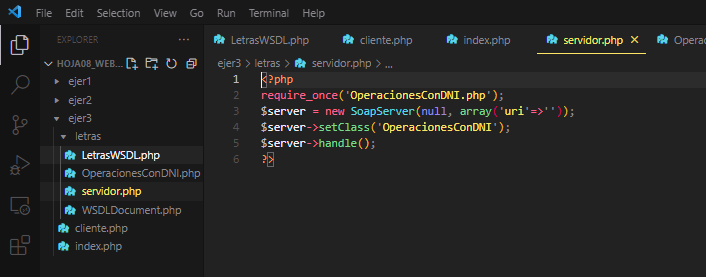 File Edit Selection View Go Run Terminal Help
EXPLORER ···
LetrasWSDL.php cliente.php index.php servidor.php × Operac
HOJA08_WEB...
ejer3 > letras > servidor.php > ...
ejer1
ejer2
ejer3
letras
LetrasWSDL.php
OperacionesConDNI.php
servidor.php
WSDLDocument.php
cliente.php
index.php
1 <?php
2 require_once('OperacionesConDNI.php');
3 $server = new SoapServer(null, array('uri'=>''));
4 $server->setClass('OperacionesConDNI');
5 $server->handle();
6 ?>